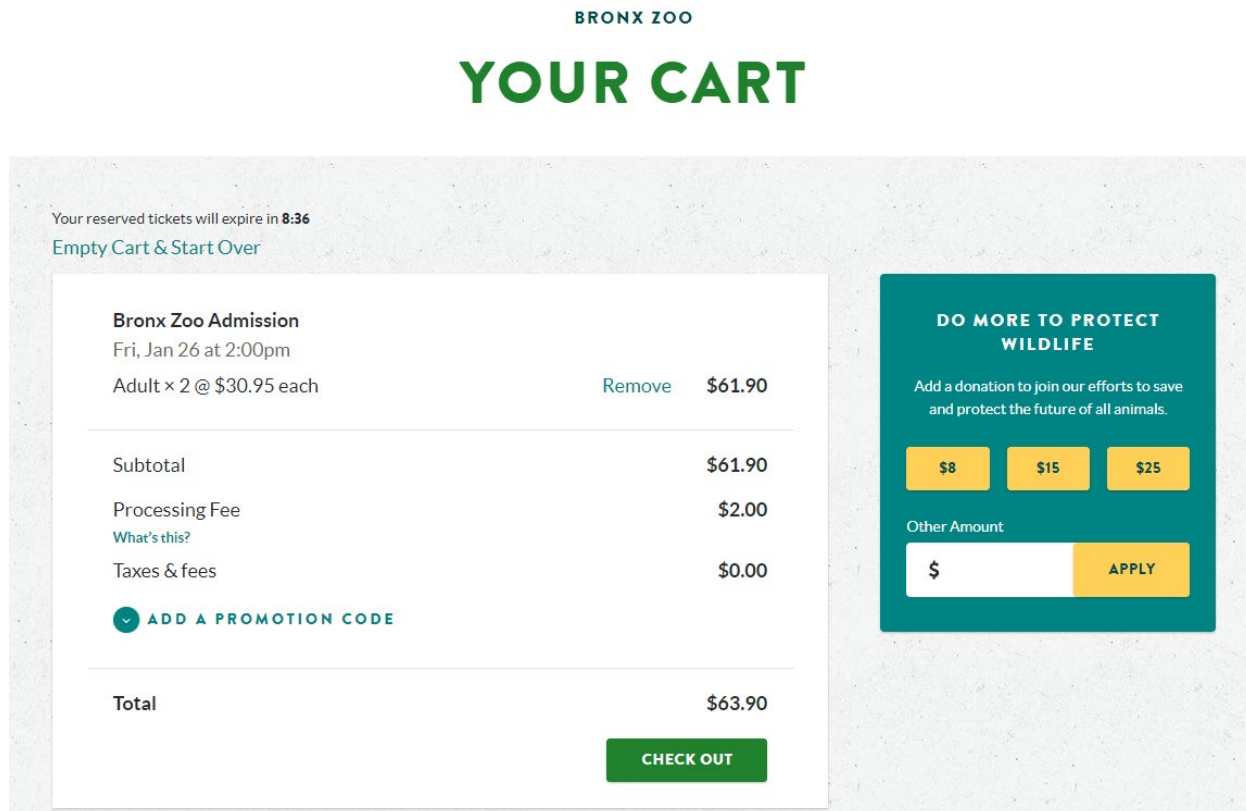 BRONX ZOO
YOUR CART
Your reserved tickets will expire in 8:36
Empty Cart & Start Over
Bronx Zoo Admission
Fri, Jan 26 at 2:00pm
Adult × 2 @ $30.95 each Remove $61.90
Subtotal $61.90
Processing Fee $2.00
What's this?
Taxes & fees $0.00
ADD A PROMOTION CODE
Total $63.90
CHECK OUT
DO MORE TO PROTECT
WILDLIFE
Add a donation to join our efforts to save
and protect the future of all animals.
$8 $15 $25
Other Amount
$ APPLY